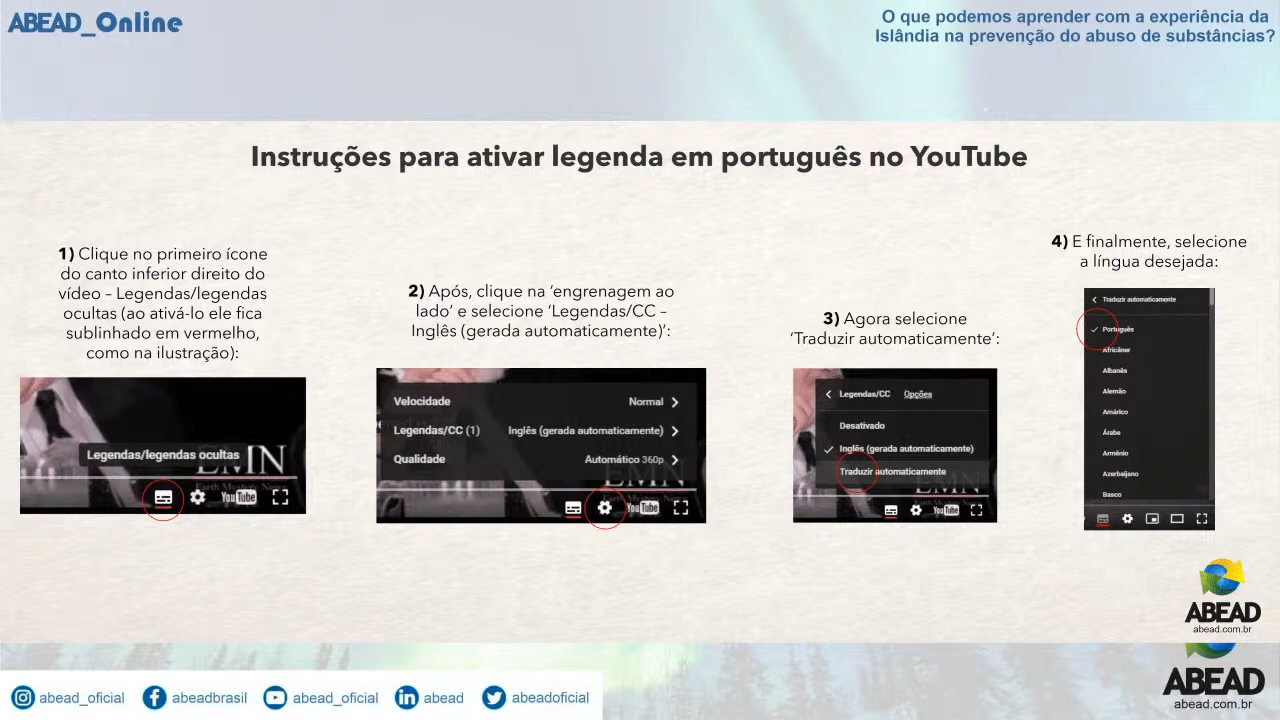 ABEAD_Online
O que podemos aprender com a experiência da
Islândia na prevenção do abuso de substâncias?
Instruções para ativar legenda em português no YouTube
1) Clique no primeiro ícone
do canto inferior direito do
vídeo – Legendas/legendas
ocultas (ao ativá-lo ele fica
sublinhado em vermelho,
como na ilustração):
Legendas/legendas ocultas
EMN
YouTube
2) Após, clique na ‘engrenagem ao
lado’ e selecione ‘Legendas/CC –
Inglês (gerada automaticamente)’:
Velocidade Normal
Legendas/CC (1) Inglês (gerada automaticamente)
Qualidade Automático 360p
YouTube
3) Agora selecione
‘Traduzir automaticamente’:
Legendas/CC Opções
Desativado
Inglês (gerada automaticamente)
Traduzir automaticamente
YouTube
4) E finalmente, selecione
a língua desejada:
Traduzir automaticamente
Português
Africâner
Albanês
Alemão
Amárico
Árabe
Armênio
Azerbaijano
Basco
ABEAD
abead.com.br
abead_oficial
abeadbrasil
abead_oficial
abead
abeadoficial
ABEAD
abead.com.br